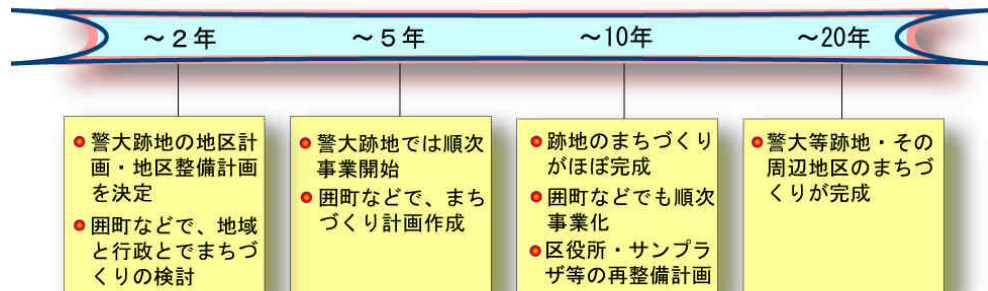 ～２年
～５年
～10年
～20年
警大跡地の地区計
画・地区整備計画
を決定
囲町などで、地域
と行政とでまちづ
くりの検討
警大跡地では順次
事業開始
囲町などで、まち
づくり計画作成
跡地のまちづくり
がほぼ完成
囲町などでも順次
事業化
区役所・サンプラ
ザ等の再整備計画
警大等跡地・その
周辺地区のまちづ
くりが完成